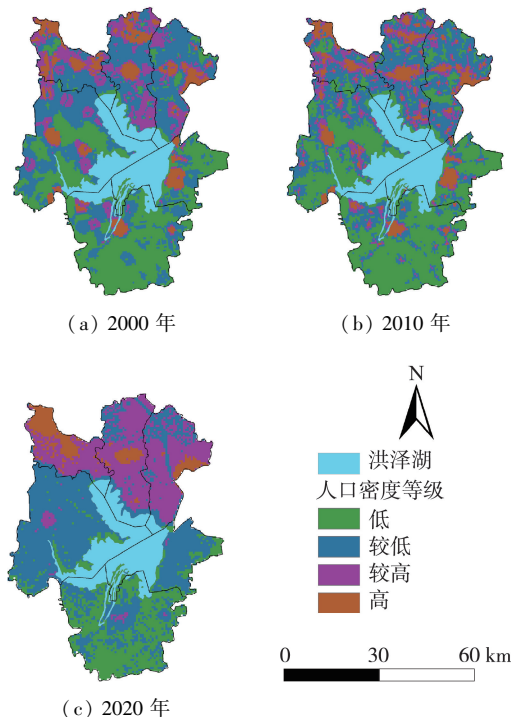 (a) 2000 年
(b) 2010 年
N
洪泽湖
人口密度等级
低
较低
较高
高
0 30 60 km
(c) 2020 年